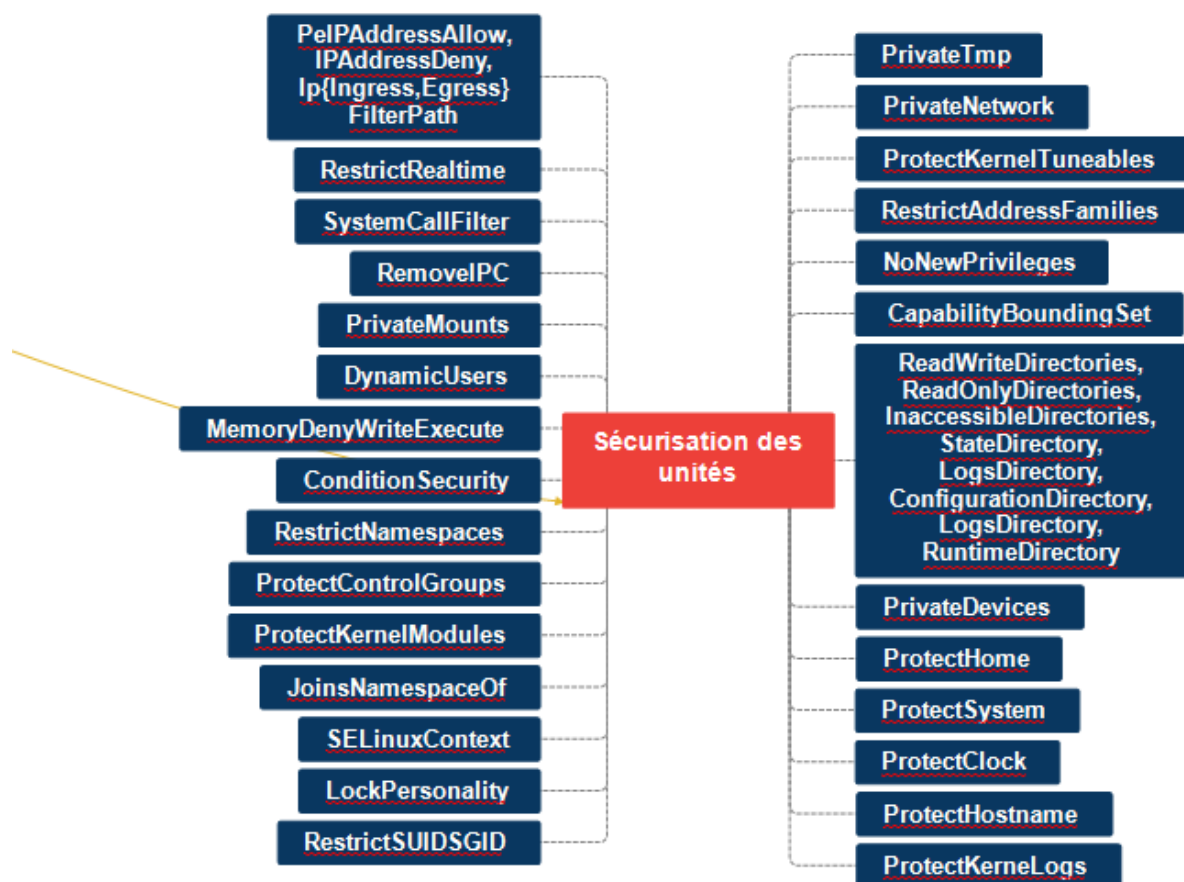 PeIPAddressAllow,
IPAddressDeny,
Ip{Ingress,Egress}
FilterPath
RestrictRealtime
SystemCallFilter
RemoveIPC
PrivateMounts
DynamicUsers
MemoryDenyWriteExecute
ConditionSecurity
RestrictNamespaces
ProtectControlGroups
ProtectKernelModules
JoinsNamespaceOf
SELinuxContext
LockPersonality
RestrictSUIDSGID
Sécurisation des
unités
PrivateTmp
PrivateNetwork
ProtectKernelTuneables
RestrictAddressFamilies
NoNewPrivileges
CapabilityBoundingSet
ReadWriteDirectories,
ReadOnlyDirectories,
InaccessibleDirectories,
StateDirectory,
LogsDirectory,
ConfigurationDirectory,
LogsDirectory,
RuntimeDirectory
PrivateDevices
ProtectHome
ProtectSystem
ProtectClock
ProtectHostname
ProtectKerneLogs